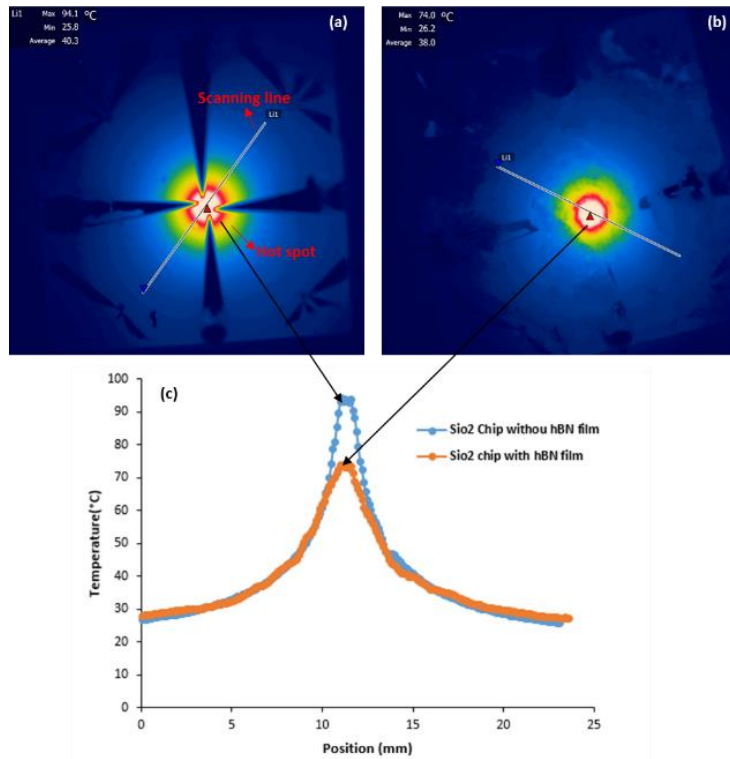 Li1 Max 94.1 ºC
Min 25.8
Average 40.3
(a)
Scanning line
Li1
Hot spot
Max 74.0 ºC
Min 26.2
Average 38.0
(b)
Li1
(c)
100
90
80
70
60
50
40
30
20
10
0
Temperature(°C)
Sio2 Chip withou hBN film
Sio2 chip with hBN film
0 5 10 15 20 25
Position (mm)